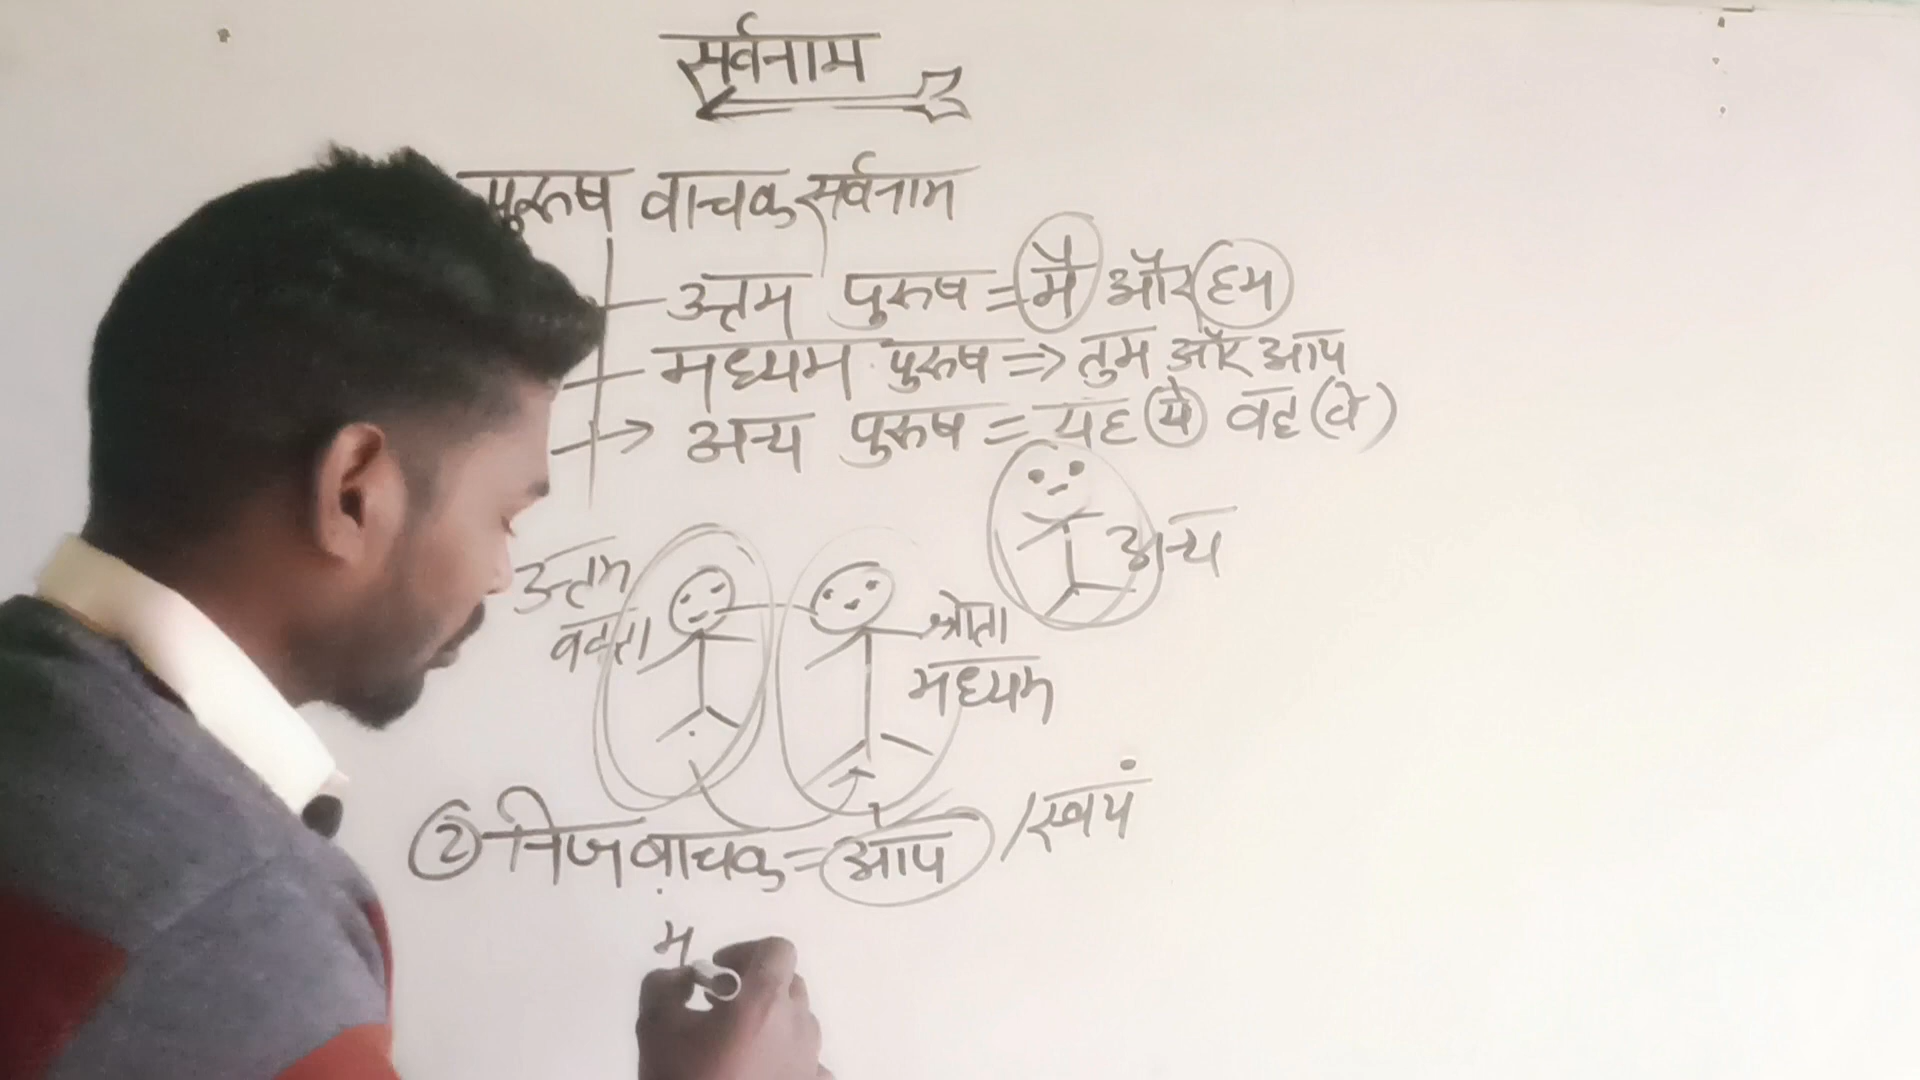 सर्वनाम
पुरूष वाचक सर्वनाम
उत्तम पुरूष = मै और हम
मध्यम पुरूष => तुम और आप
अन्य पुरूष = यह ये वह (वे)
अन्य
उत्तम
वक्ता
श्रोता
मध्यम
② निजवाचक = आप / स्वयं
म